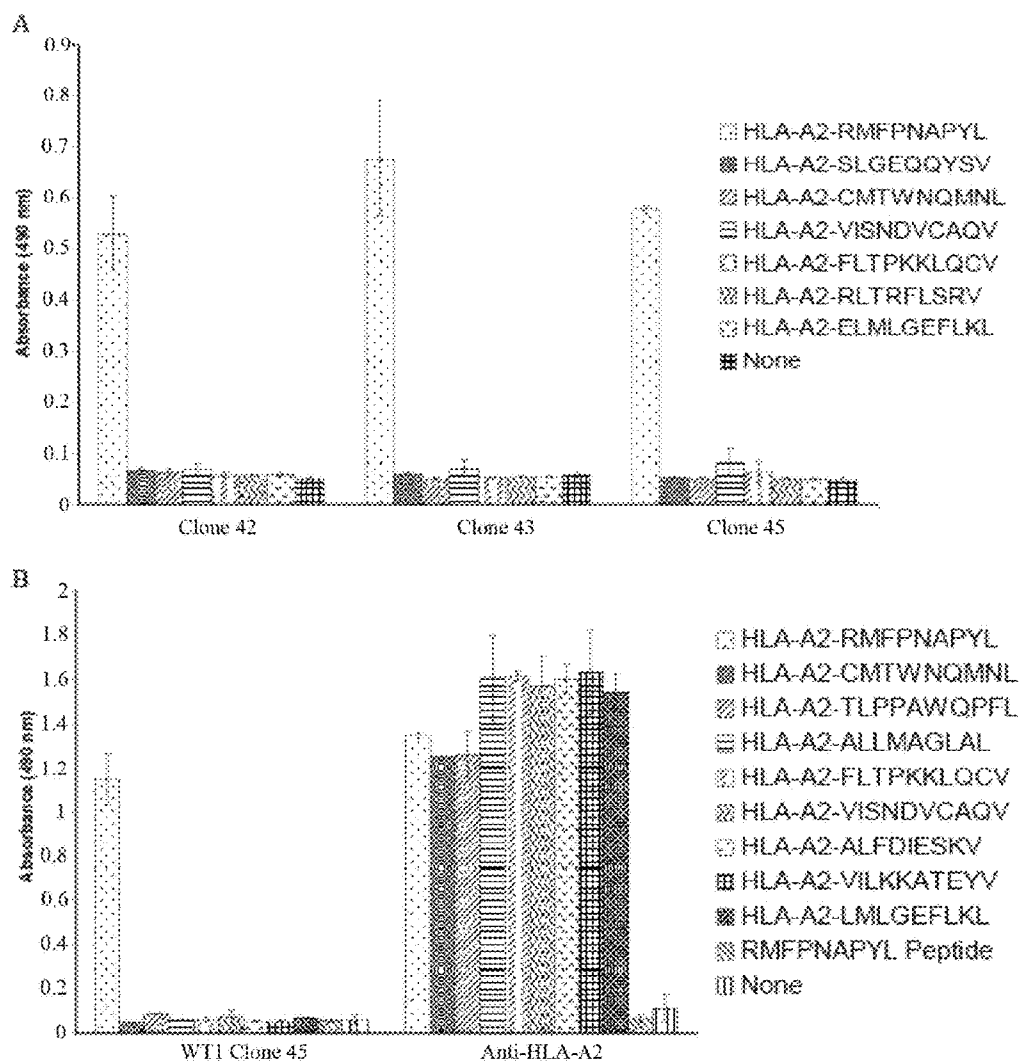 A
0.9
0.8
0.7
0.6
0.5
0.4
0.3
0.2
0.1
0
Absorbance (490 nm)
Clone 42
Clone 43
Clone 45
HLA-A2-RMFPNAPYL
HLA-A2-SLGEQQYSV
HLA-A2-CMTWNQMNL
HLA-A2-VISNDVCAQV
HLA-A2-FLTPKKLQCV
HLA-A2-RLTRFLSRV
HLA-A2-ELMLGEFLKL
None
B
2
1.8
1.6
1.4
1.2
1
0.8
0.6
0.4
0.2
0
Absorbance (490 nm)
WT1 Clone 45
Anti-HLA-A2
HLA-A2-RMFPNAPYL
HLA-A2-CMTWNQMNL
HLA-A2-TLPPAWQPFL
HLA-A2-ALLMAGLAL
HLA-A2-FLTPKKLQCV
HLA-A2-VISNDVCAQV
HLA-A2-ALFDIESKV
HLA-A2-VILKKATEYV
HLA-A2-LMLGEFLKL
RMFPNAPYL Peptide
None